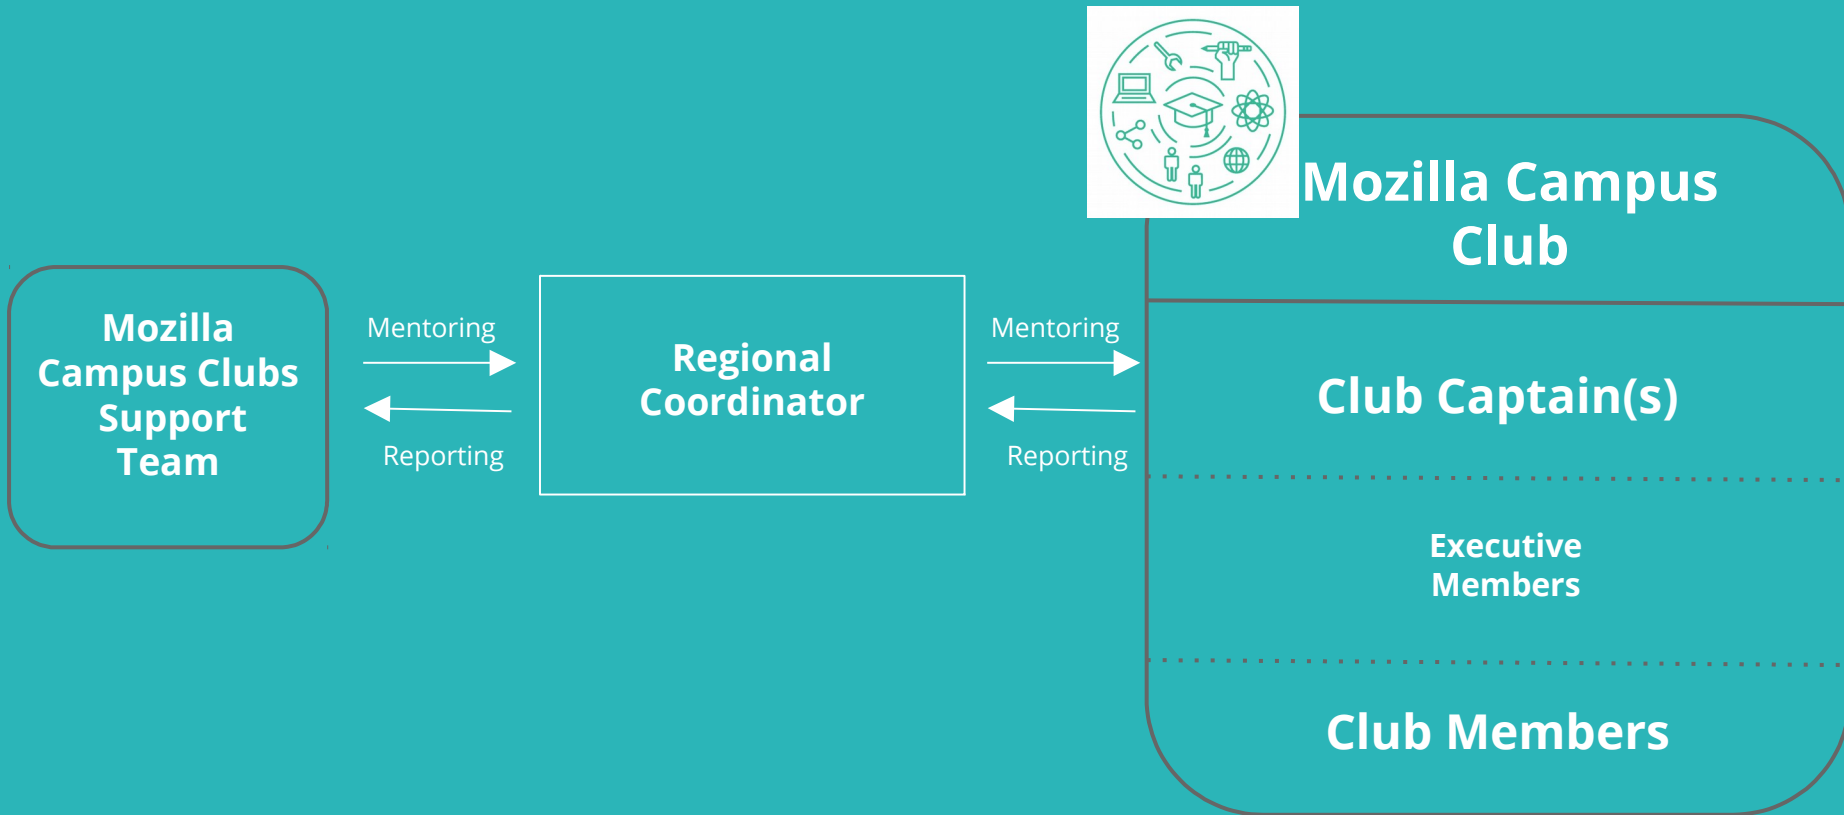 Mozilla
Campus Clubs
Support
Team
Mentoring
Reporting
Regional
Coordinator
Mentoring
Reporting
Mozilla Campus
Club
Club Captain(s)
Executive
Members
Club Members